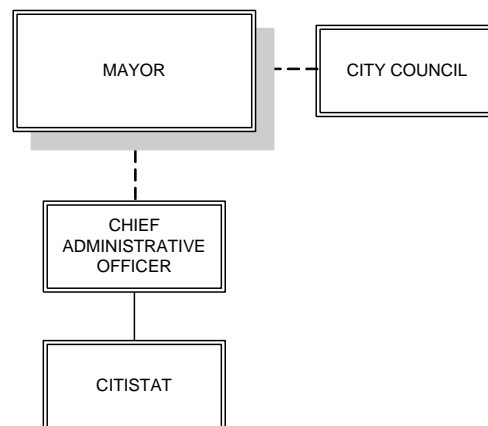 MAYOR
CITY COUNCIL
CHIEF
ADMINISTRATIVE
OFFICER
CITISTAT